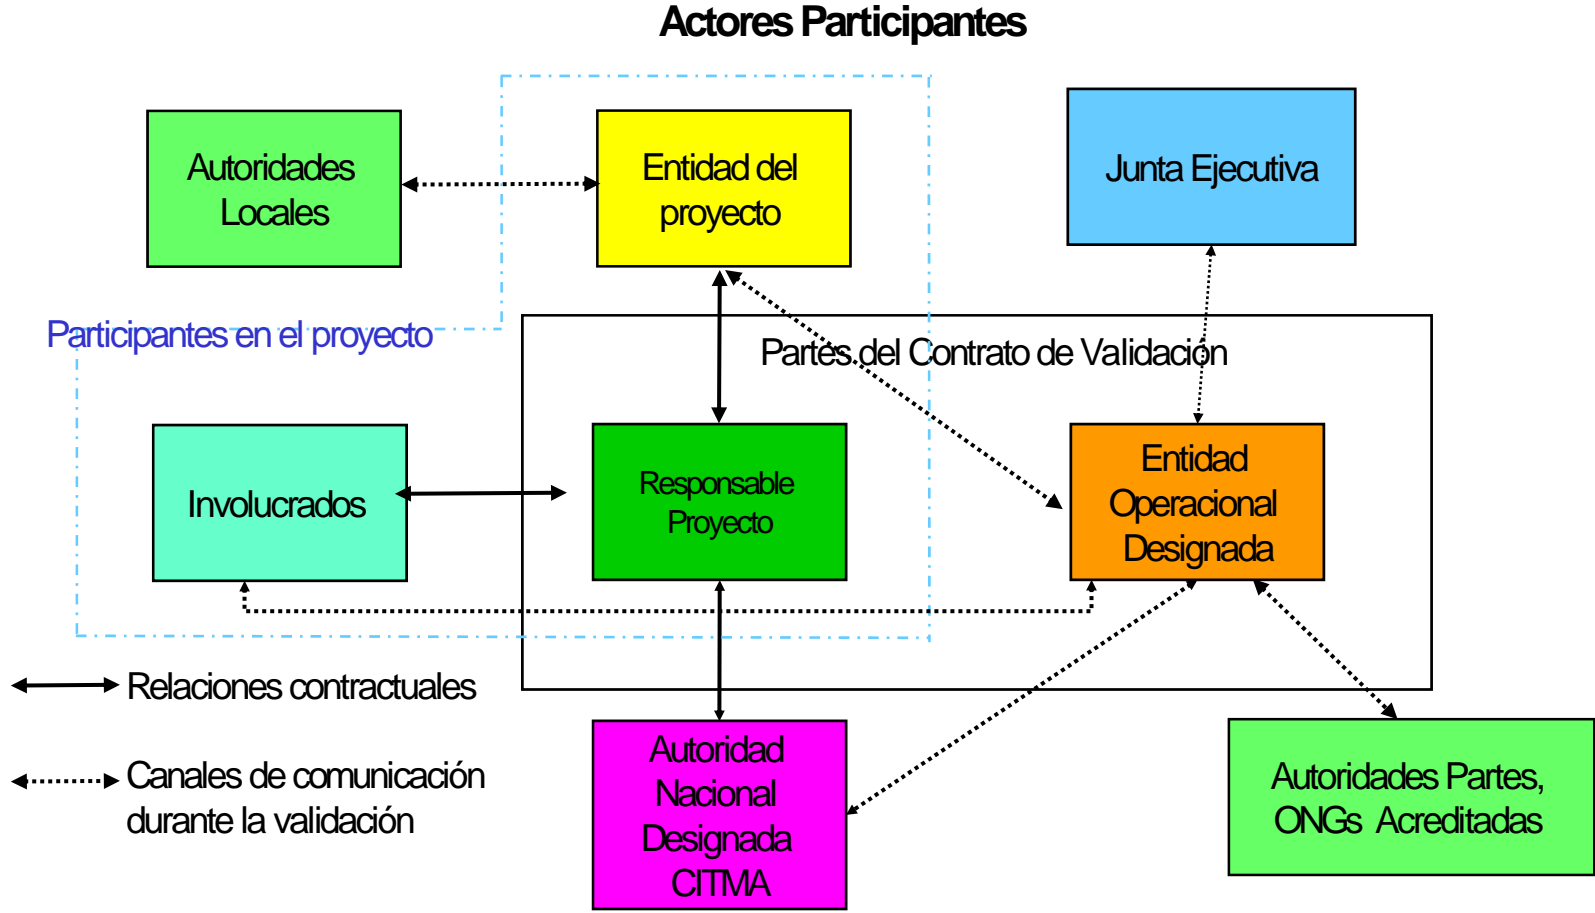 Actores Participantes
Autoridades
Locales
Entidad del
proyecto
Junta Ejecutiva
Participantes en el proyecto
Partes del Contrato de Validación
Involucrados
Responsable
Proyecto
Entidad
Operacional
Designada
Relaciones contractuales
Canales de comunicación
durante la validación
Autoridad
Nacional
Designada
CITMA
Autoridades Partes,
ONGs Acreditadas